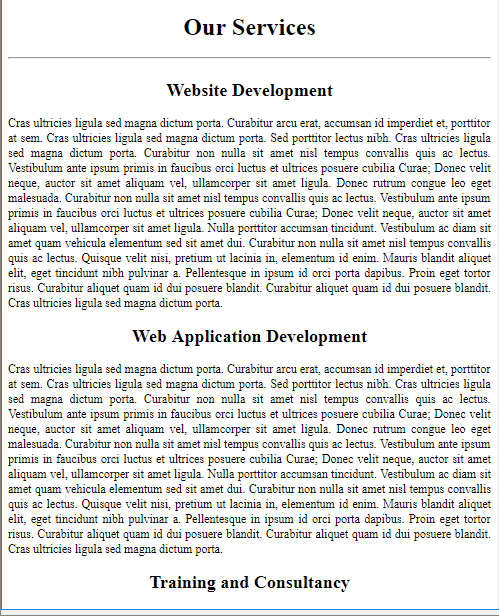 Our Services
Website Development
Cras ultricies ligula sed magna dictum porta. Curabitur arcu erat, accumsan id imperdiet et, porttitor
at sem. Cras ultricies ligula sed magna dictum porta. Sed porttitor lectus nibh. Cras ultricies ligula
sed magna dictum porta. Curabitur non nulla sit amet nisl tempus convallis quis ac lectus.
Vestibulum ante ipsum primis in faucibus orci luctus et ultrices posuere cubilia Curae; Donec velit
neque, auctor sit amet aliquam vel, ullamcorper sit amet ligula. Donec rutrum congue leo eget
malesuada. Curabitur non nulla sit amet nisl tempus convallis quis ac lectus. Vestibulum ante ipsum
primis in faucibus orci luctus et ultrices posuere cubilia Curae; Donec velit neque, auctor sit amet
aliquam vel, ullamcorper sit amet ligula. Nulla porttitor accumsan tincidunt. Vestibulum ac diam sit
amet quam vehicula elementum sed sit amet dui. Curabitur non nulla sit amet nisl tempus convallis
quis ac lectus. Quisque velit nisi, pretium ut lacinia in, elementum id enim. Mauris blandit aliquet
elit, eget tincidunt nibh pulvinar a. Pellentesque in ipsum id orci porta dapibus. Proin eget tortor
risus. Curabitur aliquet quam id dui posuere blandit. Curabitur aliquet quam id dui posuere blandit.
Cras ultricies ligula sed magna dictum porta.
Web Application Development
Cras ultricies ligula sed magna dictum porta. Curabitur arcu erat, accumsan id imperdiet et, porttitor
at sem. Cras ultricies ligula sed magna dictum porta. Sed porttitor lectus nibh. Cras ultricies ligula
sed magna dictum porta. Curabitur non nulla sit amet nisl tempus convallis quis ac lectus.
Vestibulum ante ipsum primis in faucibus orci luctus et ultrices posuere cubilia Curae; Donec velit
neque, auctor sit amet aliquam vel, ullamcorper sit amet ligula. Donec rutrum congue leo eget
malesuada. Curabitur non nulla sit amet nisl tempus convallis quis ac lectus. Vestibulum ante ipsum
primis in faucibus orci luctus et ultrices posuere cubilia Curae; Donec velit neque, auctor sit amet
aliquam vel, ullamcorper sit amet ligula. Nulla porttitor accumsan tincidunt. Vestibulum ac diam sit
amet quam vehicula elementum sed sit amet dui. Curabitur non nulla sit amet nisl tempus convallis
quis ac lectus. Quisque velit nisi, pretium ut lacinia in, elementum id enim. Mauris blandit aliquet
elit, eget tincidunt nibh pulvinar a. Pellentesque in ipsum id orci porta dapibus. Proin eget tortor
risus. Curabitur aliquet quam id dui posuere blandit. Curabitur aliquet quam id dui posuere blandit.
Cras ultricies ligula sed magna dictum porta.
Training and Consultancy